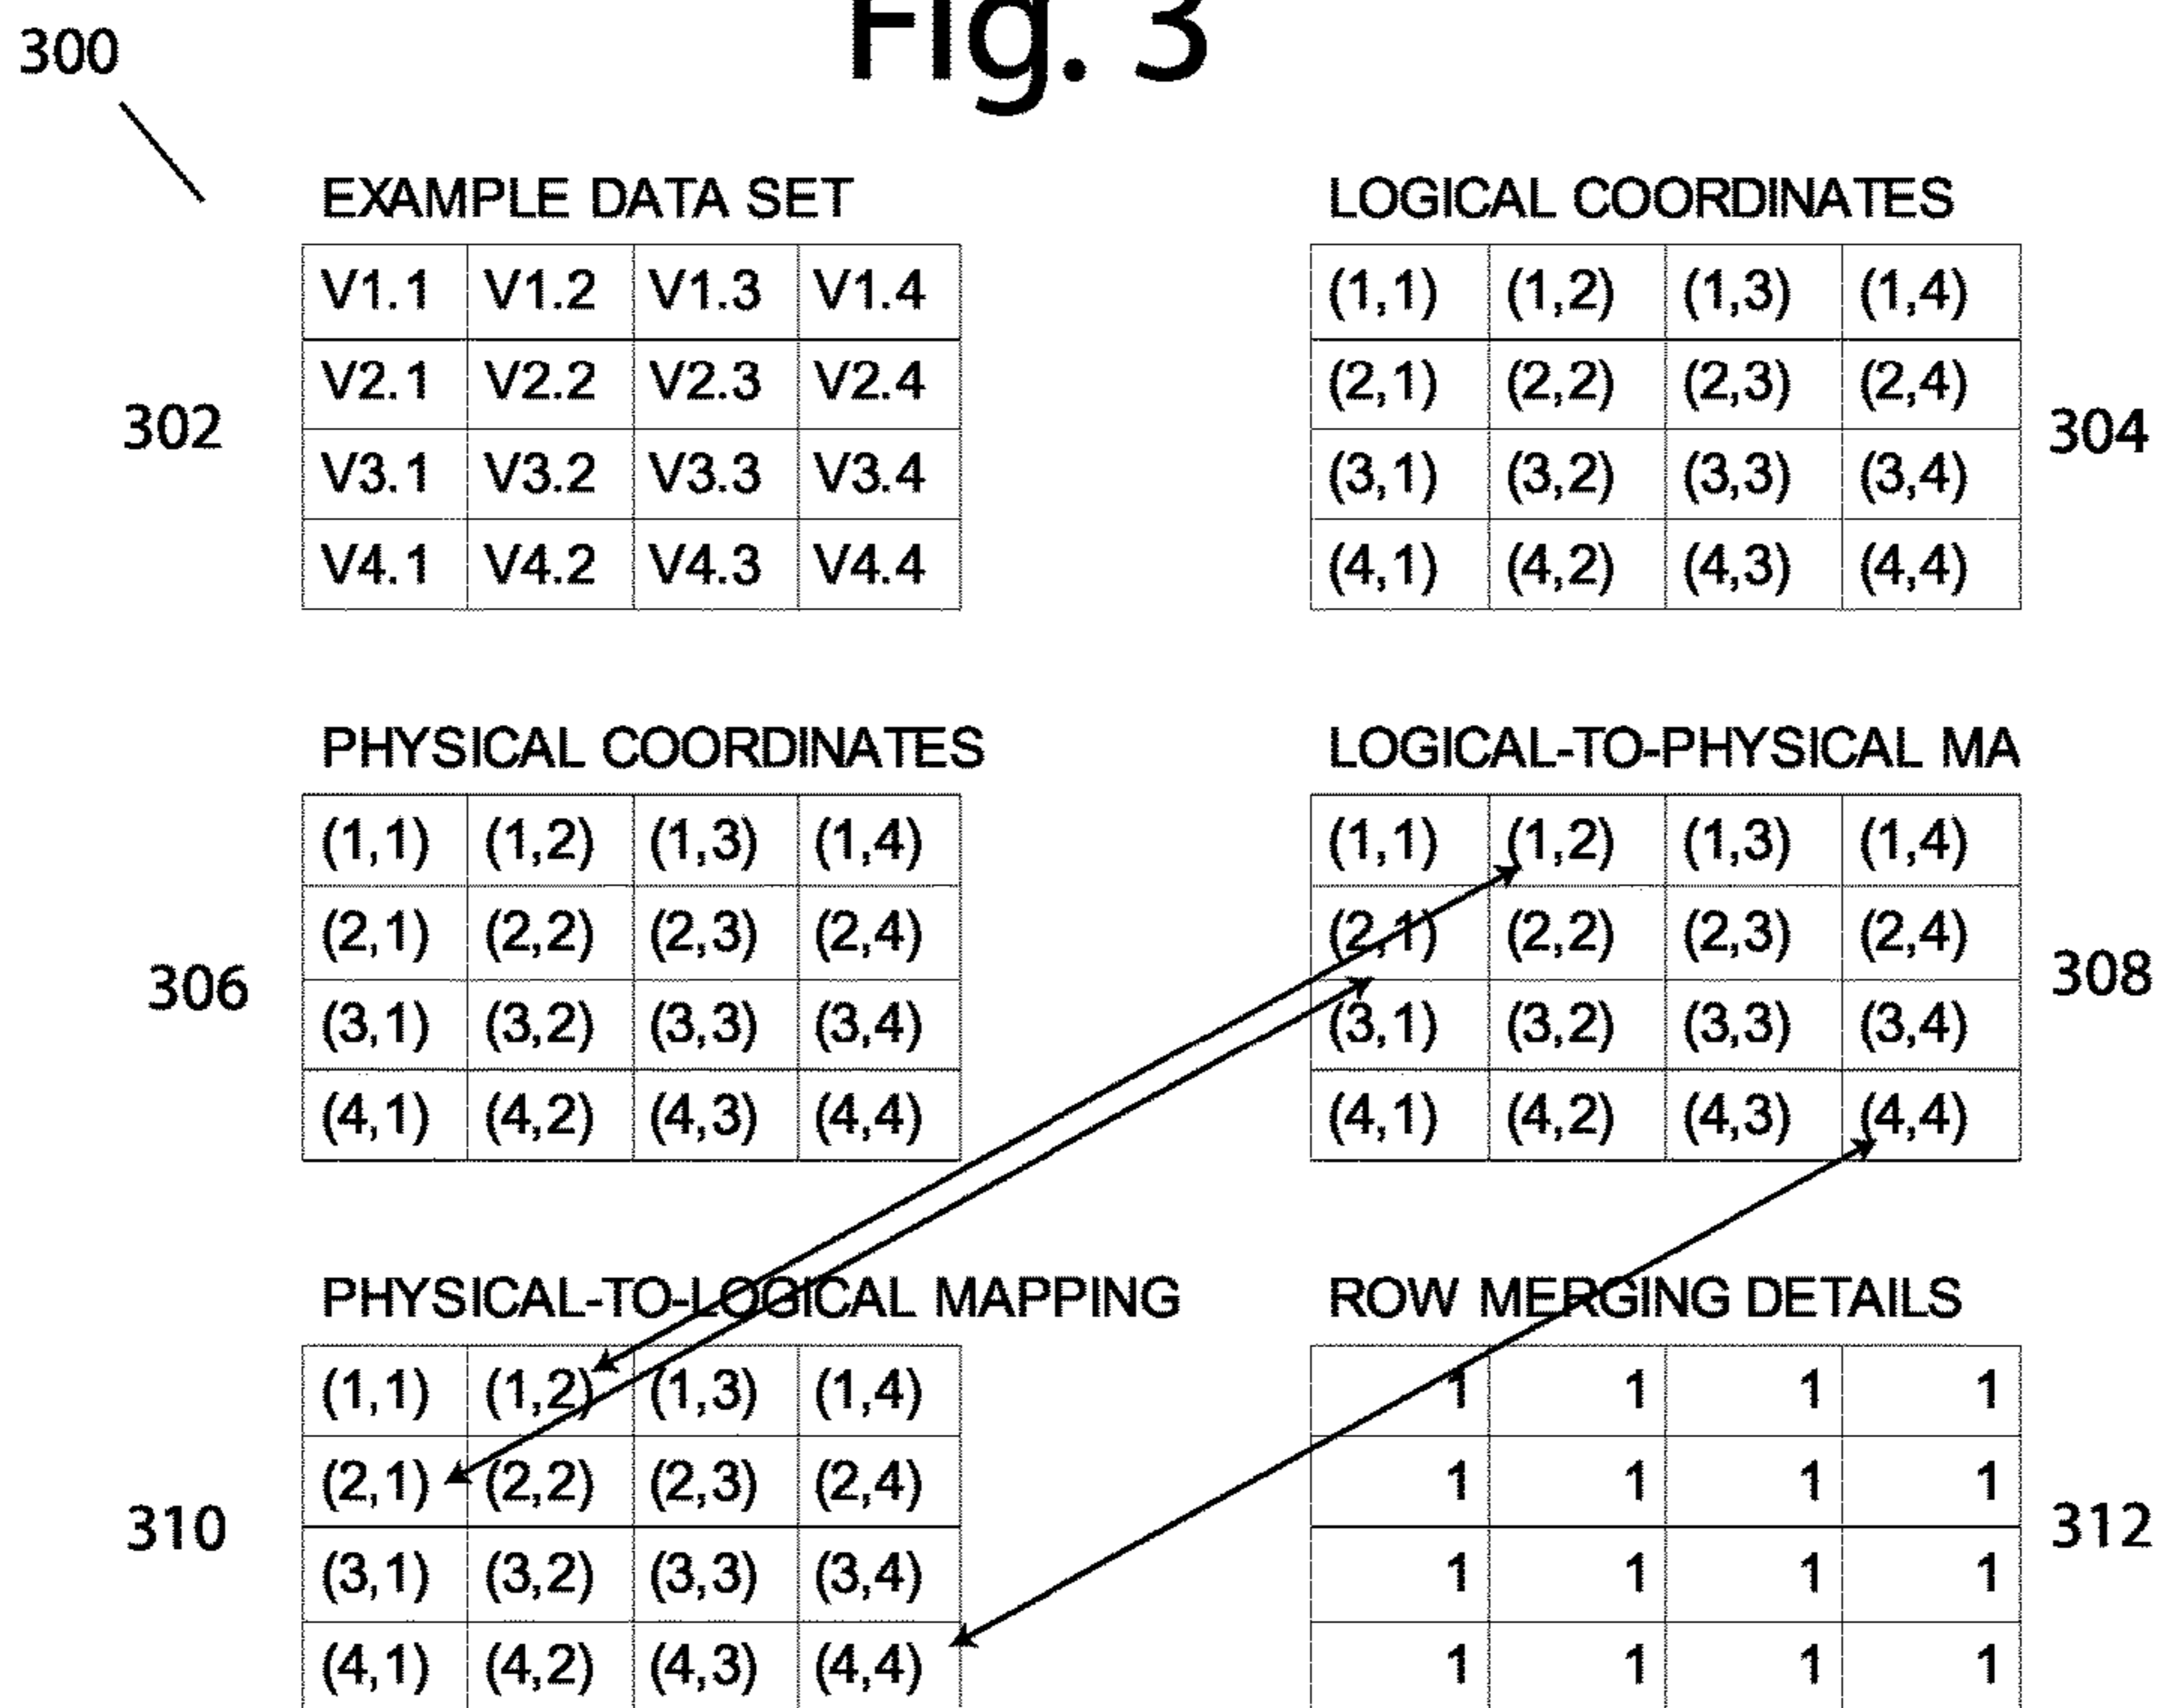 Fig. 3
300
EXAMPLE DATA SET
V1.1 V1.2 V1.3 V1.4
V2.1 V2.2 V2.3 V2.4
V3.1 V3.2 V3.3 V3.4
V4.1 V4.2 V4.3 V4.4
302
LOGICAL COORDINATES
(1,1) (1,2) (1,3) (1,4)
(2,1) (2,2) (2,3) (2,4)
(3,1) (3,2) (3,3) (3,4)
(4,1) (4,2) (4,3) (4,4)
304
PHYSICAL COORDINATES
(1,1) (1,2) (1,3) (1,4)
(2,1) (2,2) (2,3) (2,4)
(3,1) (3,2) (3,3) (3,4)
(4,1) (4,2) (4,3) (4,4)
306
LOGICAL-TO-PHYSICAL MA
(1,1) (1,2) (1,3) (1,4)
(2,1) (2,2) (2,3) (2,4)
(3,1) (3,2) (3,3) (3,4)
(4,1) (4,2) (4,3) (4,4)
308
PHYSICAL-TO-LOGICAL MAPPING
(1,1) (1,2) (1,3) (1,4)
(2,1) (2,2) (2,3) (2,4)
(3,1) (3,2) (3,3) (3,4)
(4,1) (4,2) (4,3) (4,4)
310
ROW MERGING DETAILS
1 1 1 1
1 1 1 1
1 1 1 1
1 1 1 1
312